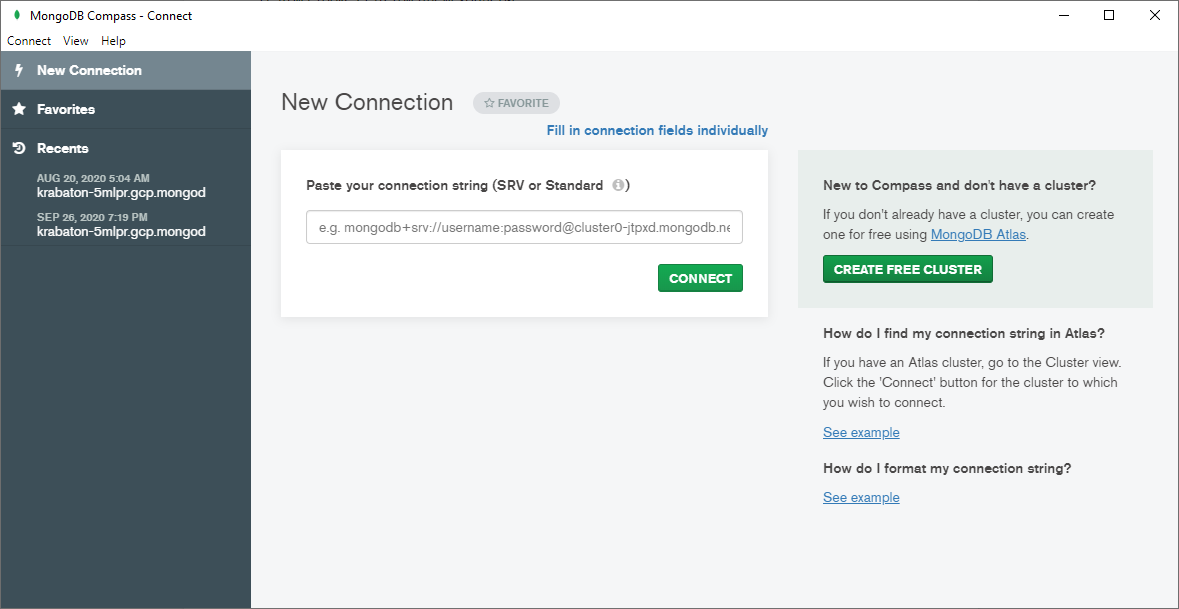 MongoDB Compass - Connect
Connect View Help
New Connection
Favorites
Recents
AUG 20, 2020 5:04 AM
krabaton-5mlpr.gcp.mongod
SEP 26, 2020 7:19 PM
krabaton-5mlpr.gcp.mongod
New Connection
FAVORITE
Fill in connection fields individually
Paste your connection string (SRV or Standard )
e.g. mongodb+srv://username:password@cluster0-jtpxd.mongodb.ne
CONNECT
New to Compass and don't have a cluster?
If you don't already have a cluster, you can create
one for free using MongoDB Atlas.
CREATE FREE CLUSTER
How do I find my connection string in Atlas?
If you have an Atlas cluster, go to the Cluster view.
Click the 'Connect' button for the cluster to which
you wish to connect.
See example
How do I format my connection string?
See example